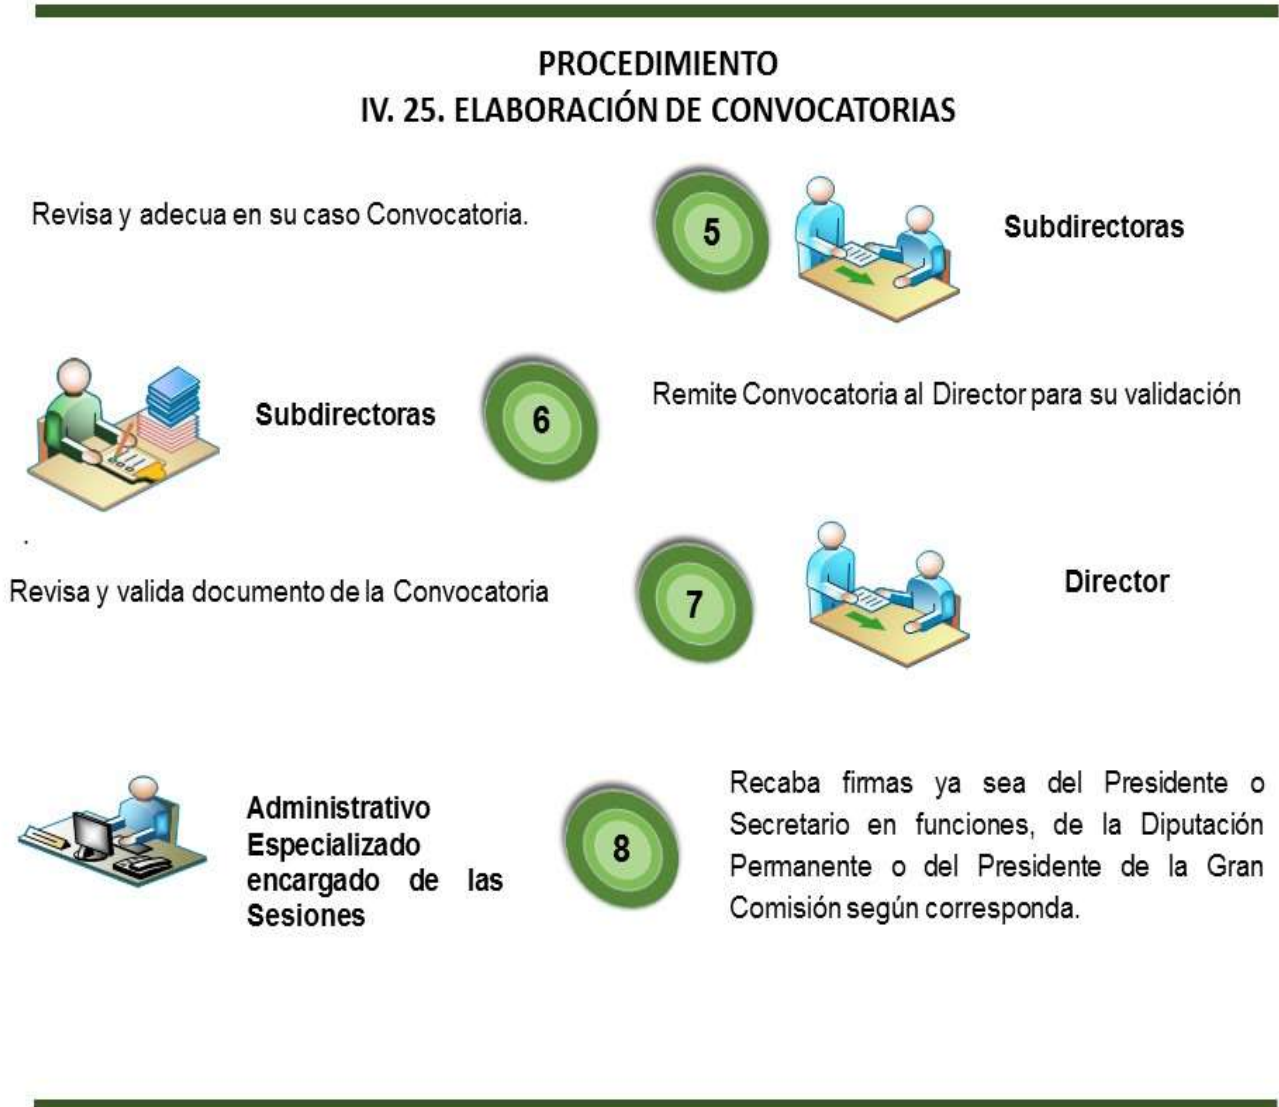 PROCEDIMIENTO
IV. 25. ELABORACIÓN DE CONVOCATORIAS
Revisa y adecua en su caso Convocatoria.
5
Subdirectoras
Subdirectoras
6
Remite Convocatoria al Director para su validación
.
Revisa y valida documento de la Convocatoria
7
Director
Administrativo
Especializado
encargado de las
Sesiones
8
Recaba firmas ya sea del Presidente o
Secretario en funciones, de la Diputación
Permanente o del Presidente de la Gran
Comisión según corresponda.